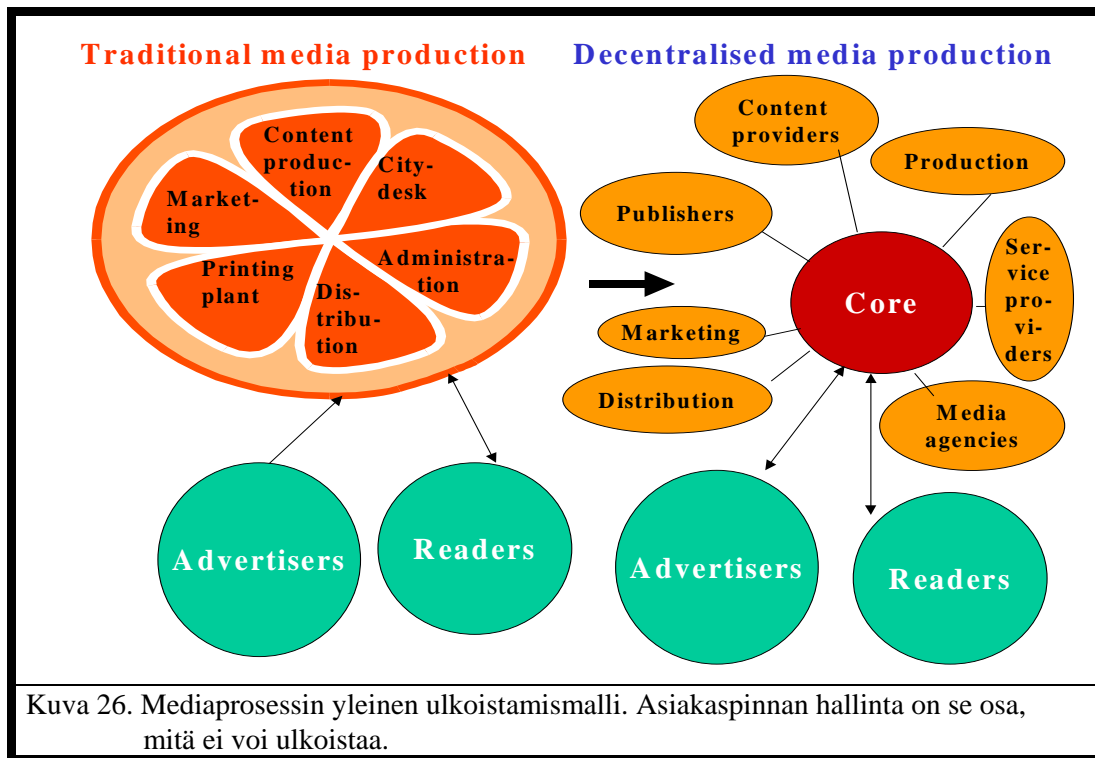 Traditional media production
Decentralised media production
Content
produc-
tion
City-
desk
Market-
ing
Administra-
tion
Printing
plant
Dis-
tribu-
tion
Advertisers
Readers
Content
providers
Production
Publishers
Ser-
vice
pro-
vi-
ders
Core
Marketing
Distribution
Media
agencies
Advertisers
Readers
Kuva 26. Mediaprosessin yleinen ulkoistamismalli. Asiakaspinnan hallinta on se osa,
mitä ei voi ulkoistaa.